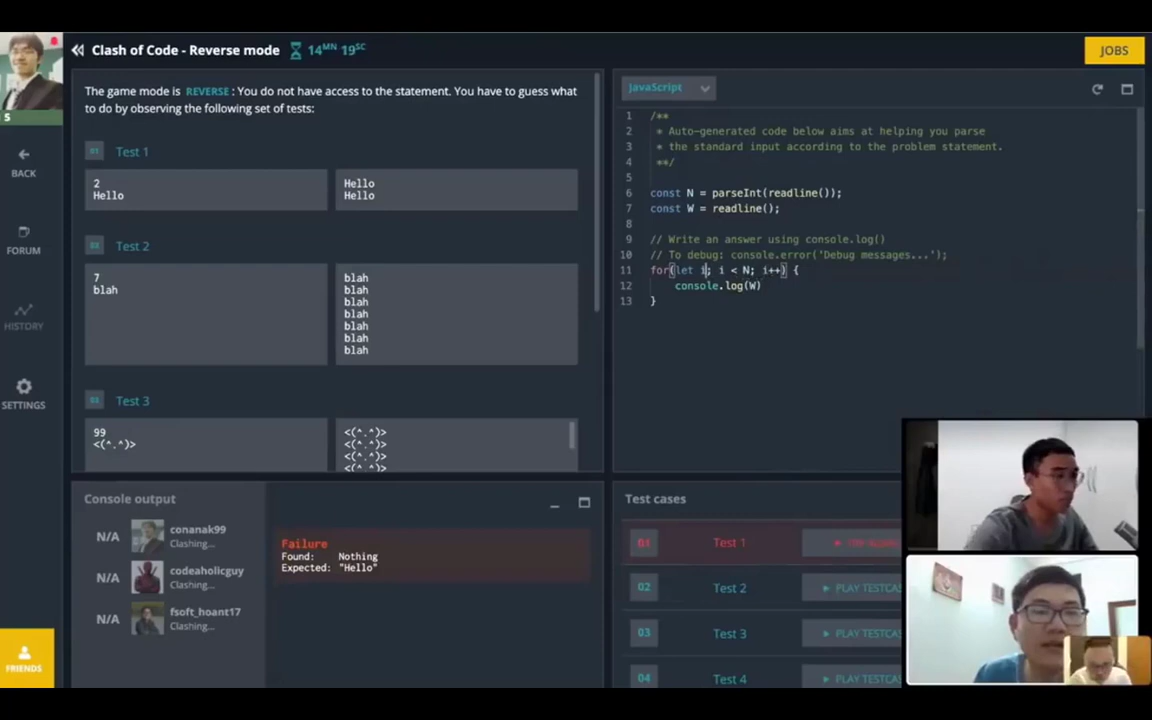 Clash of Code - Reverse mode
14MN 19SC
JOBS
S
BACK
FORUM
HISTORY
SETTINGS
FRIENDS
The game mode is REVERSE : You do not have access to the statement. You have to guess what
to do by observing the following set of tests:
01 Test 1
2
Hello
Hello
Hello
Test 2
7
blah
blah
blah
blah
blah
blah
blah
blah
Test 3
99
<(^.^)>
<(^.^)>
<(^.^)>
<(^.^)>
<(^.^)>
JavaScript
1 /**
2 * Auto-generated code below aims at helping you parse
3 * the standard input according to the problem statement.
4 **/
5
6 const N = parseInt(readline());
7 const W = readline();
8
9 // Write an answer using console.log()
10 // To debug: console.error('Debug messages...');
11 for(let i; i < N; i++) {
12 console.log(W)
13 }
Console output
N/A conanak99
Clashing...
N/A codeaholicguy
Clashing...
N/A fsoft_hoant17
Clashing...
Failure
Found: Nothing
Expected: "Hello"
Test cases
01 Test 1
02 Test 2 PLAY TESTCAS
03 Test 3 PLAY TESTCAS
04 Test 4 PLAY TESTCAS